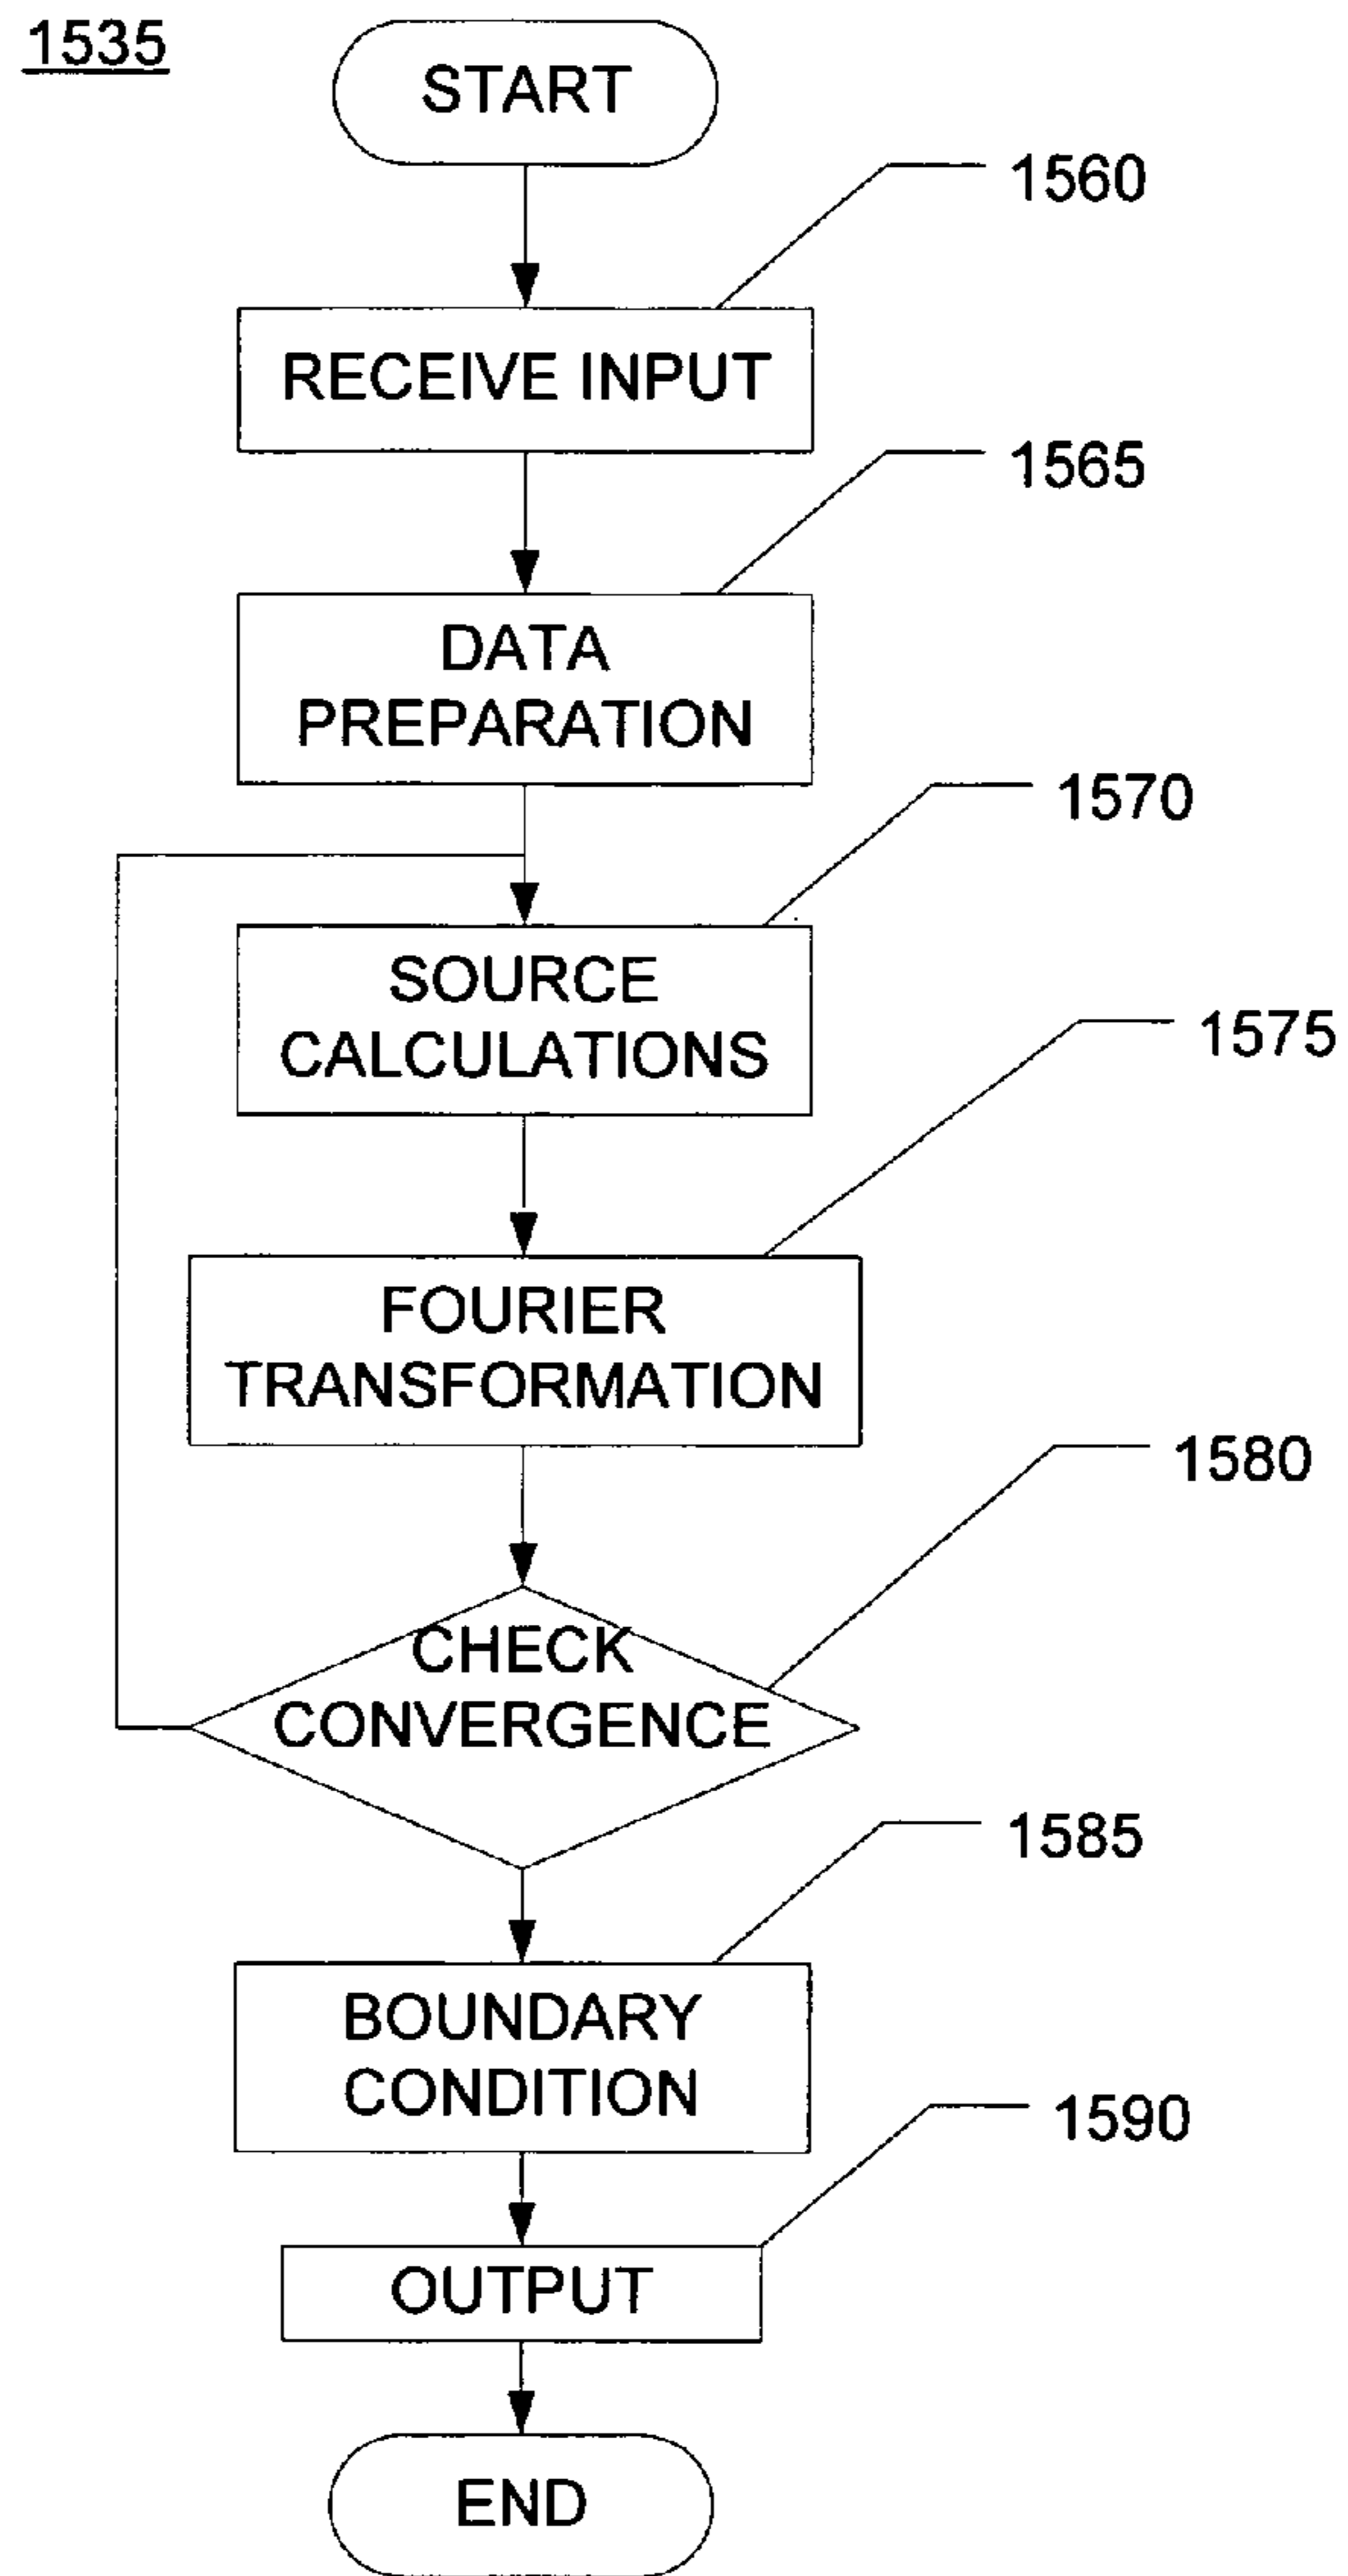 1535
START
1560
RECEIVE INPUT
1565
DATA
PREPARATION
1570
SOURCE
CALCULATIONS
1575
FOURIER
TRANSFORMATION
1580
CHECK
CONVERGENCE
1585
BOUNDARY
CONDITION
1590
OUTPUT
END